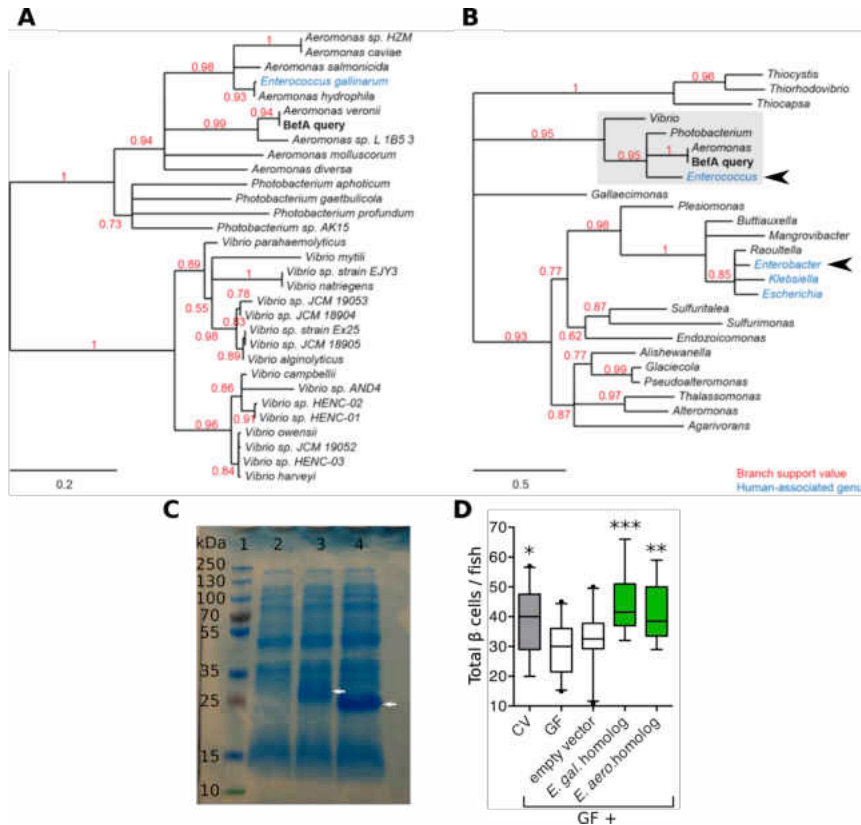 A
Aeromonas sp. HZM
1
Aeromonas caviae
0.98
Aeromonas salmonicida
Enterococcus gallinarum
0.93
Aeromonas hydrophila
0.94
Aeromonas veronii
0.99
BefA query
0.94
Aeromonas sp. L 1B5 3
Aeromonas molluscorum
Aeromonas diversa
1
Photobacterium aphoticum
Photobacterium gaetbulicola
Photobacterium profundum
0.73
Photobacterium sp. AK15
Vibrio parahaemolyticus
0.89
Vibrio mytili
1
Vibrio sp. strain EJY3
Vibrio natriegens
0.55
0.78
Vibrio sp. JCM 19053
0.83
Vibrio sp. JCM 18904
0.98
Vibrio sp. strain Ex25
Vibrio sp. JCM 18905
0.89
Vibrio alginolyticus
1
Vibrio campbellii
0.86
Vibrio sp. AND4
Vibrio sp. HENC-02
0.91
Vibrio sp. HENC-01
0.96
Vibrio owensii
Vibrio sp. JCM 19052
Vibrio sp. HENC-03
0.84
Vibrio harveyi
0.2
B
Thiocystis
0.96
Thiorhodovibrio
1
Thiocapsa
Vibrio
0.95
Photobacterium
Aeromonas
0.95
1
BefA query
Enterococcus
Gallaecimonas
Plesiomonas
0.98
Buttiauxella
1
Mangrovibacter
Raoultella
0.77
Enterobacter
0.85
Klebsiella
Escherichia
0.87
Sulfuritalea
0.93
Sulfurimonas
0.62
Endozoicomonas
0.77
Alishewanella
0.99
Glaciecola
Pseudoalteromonas
0.97
Thalassomonas
0.87
Alteromonas
Agarivorans
0.5
Branch support value
Human-associated genu
C
kDa 1 2 3 4
250
130
100
70
55
35
25
15
10
D
Total β cells / fish
70
60
50
40
30
20
10
*
***
**
CV
GF
empty vector
E. gal. homolog
E. aero.homolog
GF +